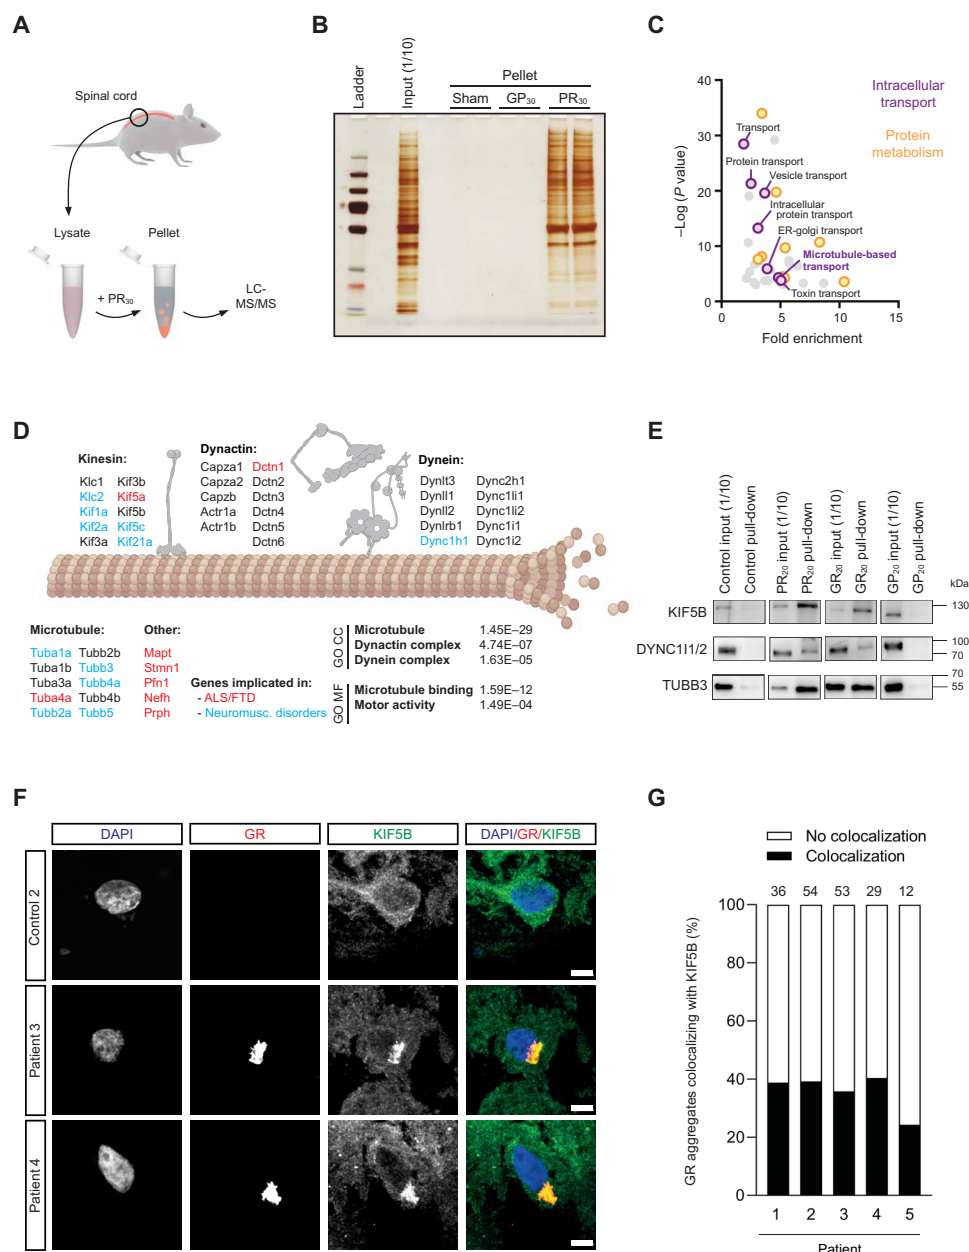 A
Spinal cord
Lysate
Pellet
+ PR30
LC-
MS/MS
B
Ladder
Input (1/10)
Pellet
Sham
GP30
PR30
C
Intracellular
transport
Protein
metabolism
–Log (P value)
40
30
20
10
0
Transport
Protein transport
Vesicle transport
Intracellular
protein transport
ER-golgi transport
Microtubule-based
transport
Toxin transport
0 5 10 15
Fold enrichment
D
Kinesin:
Klc1 Kif3b
Klc2 Kif5a
Kif1a Kif5b
Kif2a Kif5c
Kif3a Kif21a
Dynactin:
Capza1 Dctn1
Capza2 Dctn2
Capzb Dctn3
Actr1a Dctn4
Actr1b Dctn5
Dctn6
Dynein:
Dynlt3 Dync2h1
Dynll1 Dync1li1
Dynll2 Dync1li2
Dynlrb1 Dync1i1
Dync1h1 Dync1i2
Microtubule:
Tuba1a Tubb2b
Tuba1b Tubb3
Tuba3a Tubb4a
Tuba4a Tubb4b
Tubb2a Tubb5
Other:
Mapt
Stmn1
Pfn1
Nefh
Prph
Genes implicated in:
- ALS/FTD
- Neuromusc. disorders
GO CC
Microtubule 1.45E–29
Dynactin complex 4.74E–07
Dynein complex 1.63E–05
GO MF
Microtubule binding 1.59E–12
Motor activity 1.49E–04
E
Control input (1/10)
Control pull-down
PR20 input (1/10)
PR20 pull-down
GR20 input (1/10)
GR20 pull-down
GP20 input (1/10)
GP20 pull-down
kDa
KIF5B
130
DYNC1I1/2
100
70
TUBB3
70
55
F
DAPI
GR
KIF5B
DAPI/GR/KIF5B
Control 2
Patient 3
Patient 4
G
No colocalization
Colocalization
GR aggregates colocalizing with KIF5B (%)
36 54 53 29 12
100
80
60
40
20
0
1 2 3 4 5
Patient